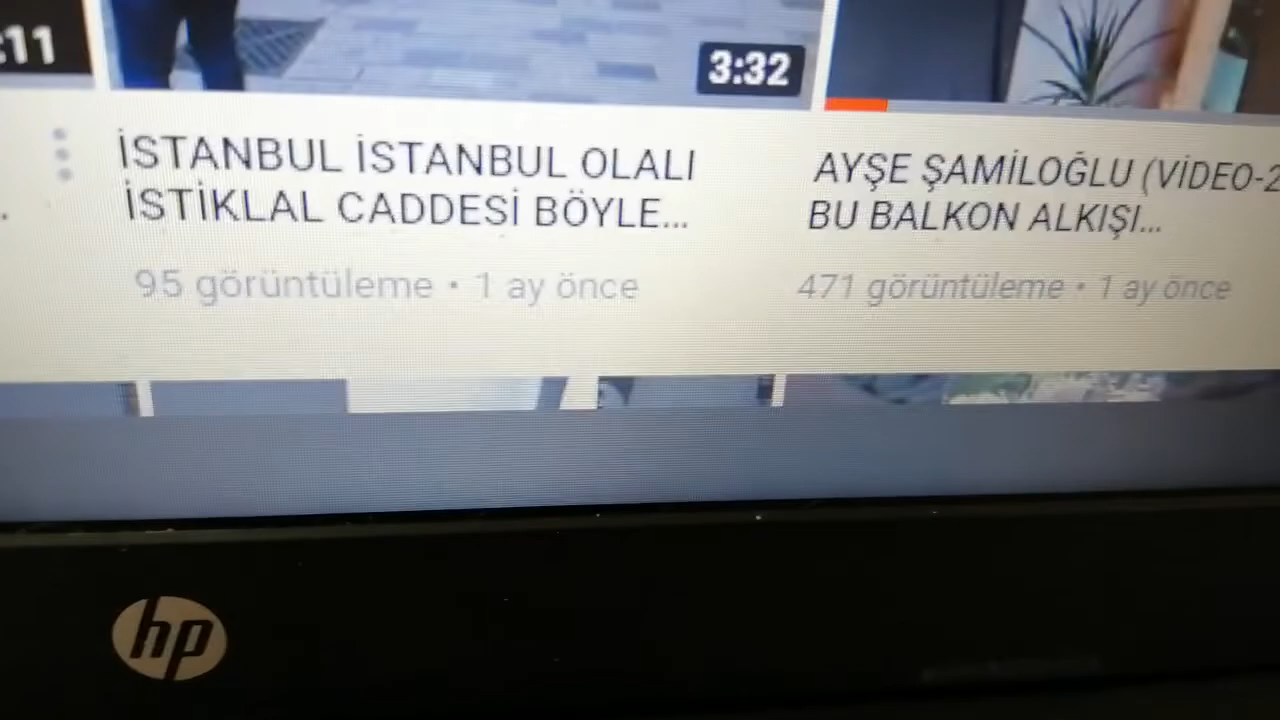 :11
3:32
İSTANBUL İSTANBUL OLALI
İSTİKLAL CADDESİ BÖYLE...
95 görüntüleme • 1 ay önce
AYŞE ŞAMİLOĞLU (VİDEO-2
BU BALKON ALKIŞI...
471 görüntüleme • 1 ay önce
hp